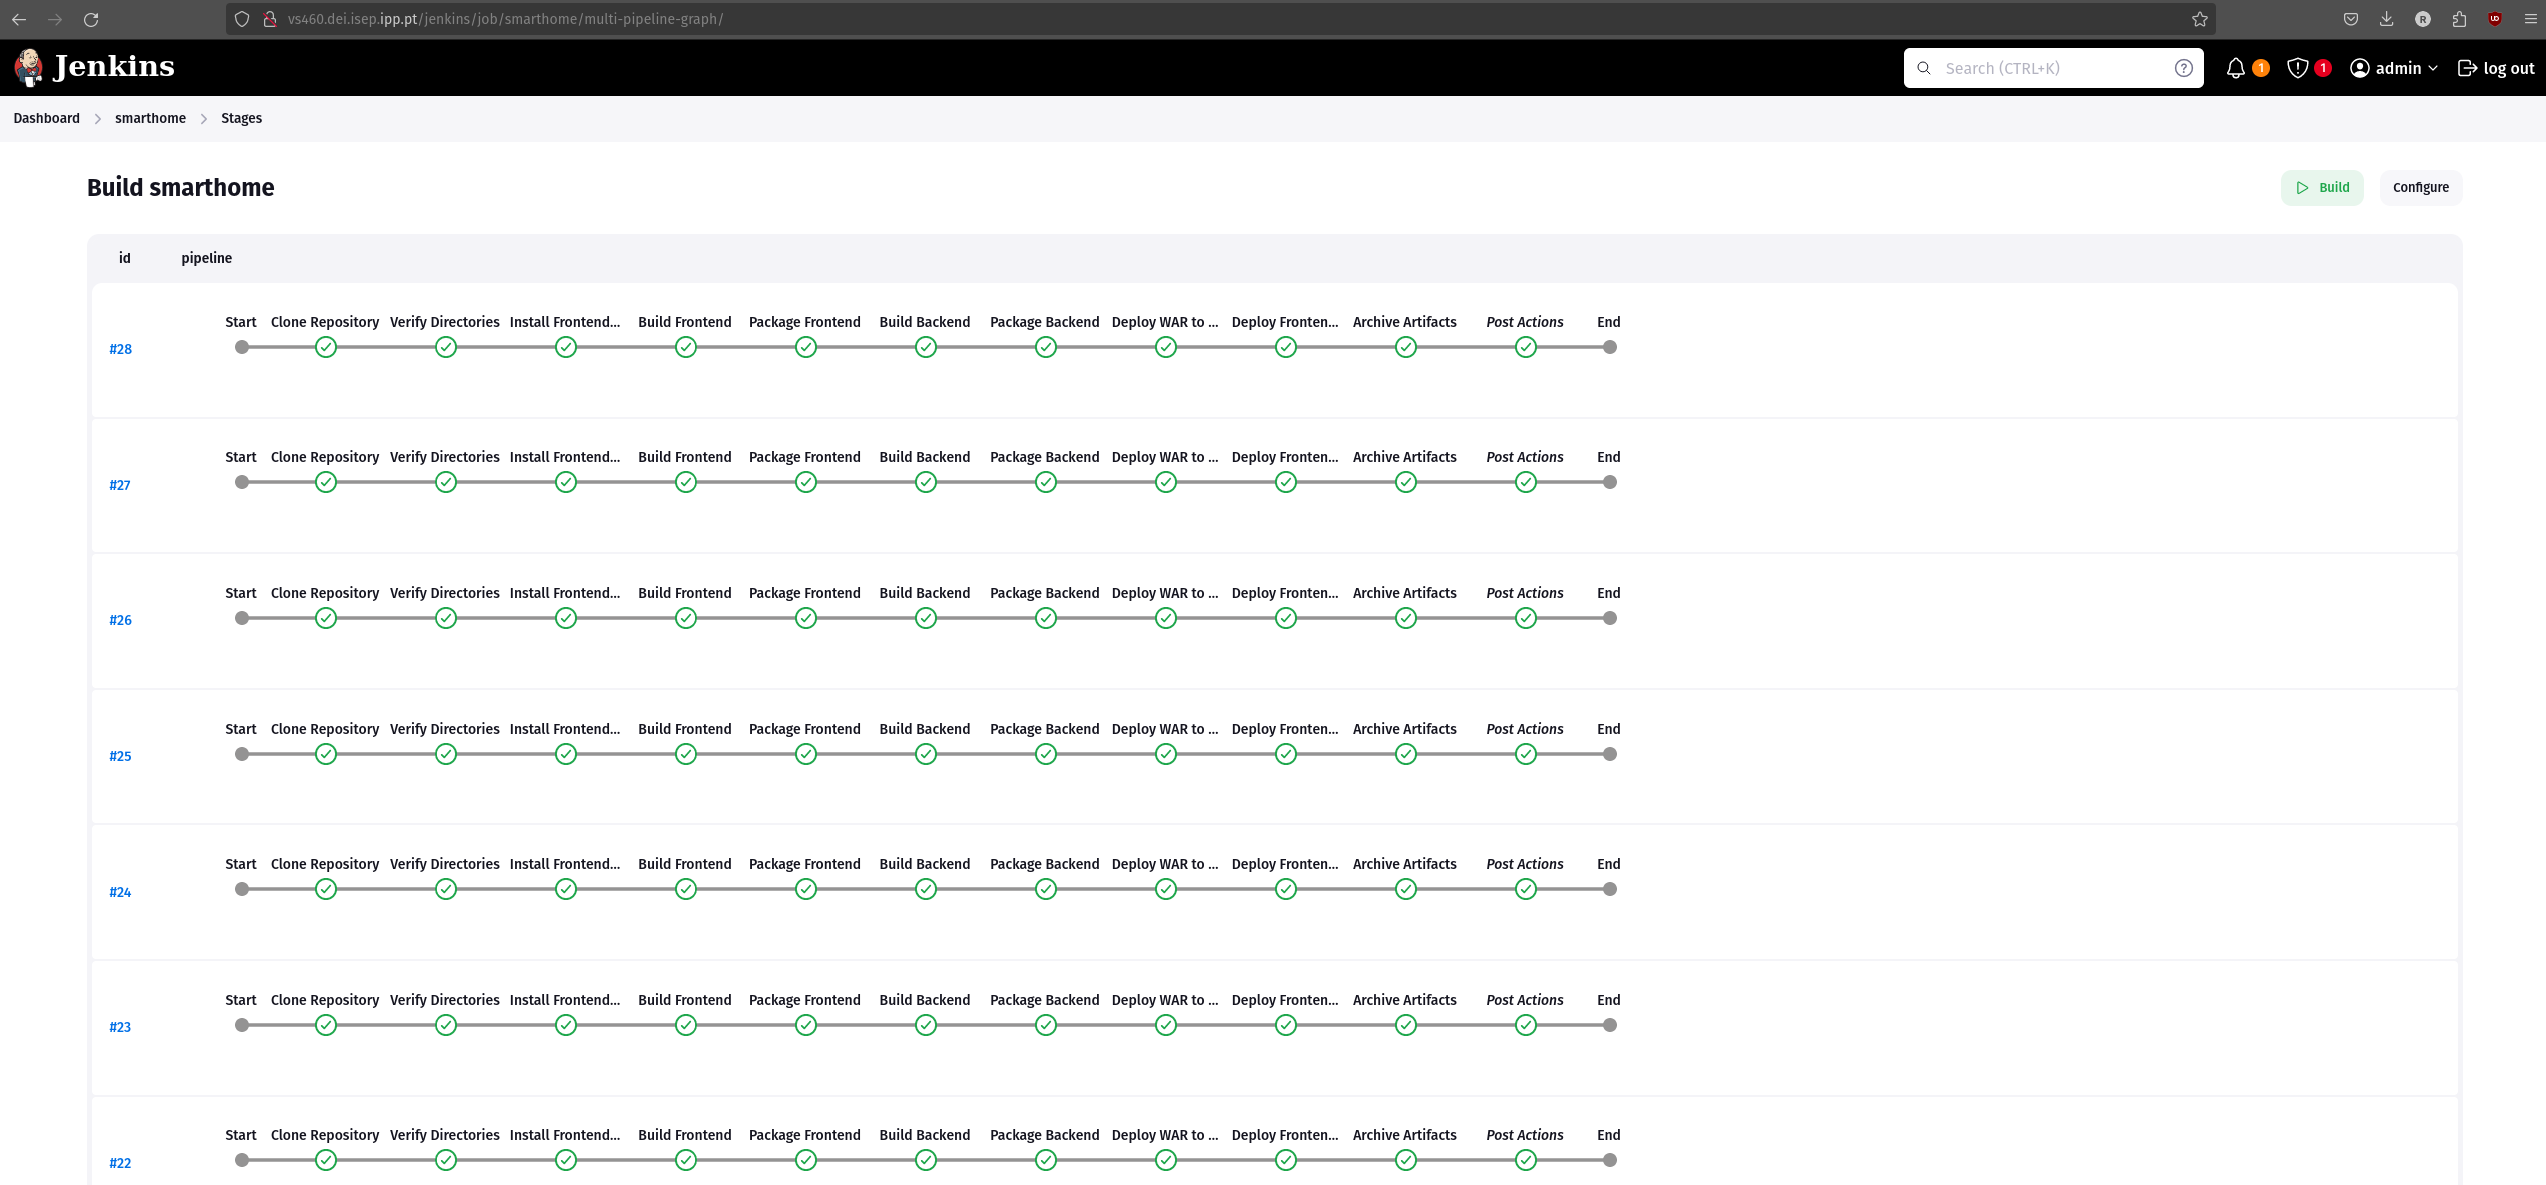 vs460.dei.isep.ipp.pt/jenkins/job/smarthome/multi-pipeline-graph/
R
Jenkins
Search (CTRL+K)
1
1
admin
log out
Dashboard
smarthome
Stages
Build smarthome
Build
Configure
id pipeline
Start Clone Repository Verify Directories Install Frontend... Build Frontend Package Frontend Build Backend Package Backend Deploy WAR to ... Deploy Fronten... Archive Artifacts Post Actions End
#28
Start Clone Repository Verify Directories Install Frontend... Build Frontend Package Frontend Build Backend Package Backend Deploy WAR to ... Deploy Fronten... Archive Artifacts Post Actions End
#27
Start Clone Repository Verify Directories Install Frontend... Build Frontend Package Frontend Build Backend Package Backend Deploy WAR to ... Deploy Fronten... Archive Artifacts Post Actions End
#26
Start Clone Repository Verify Directories Install Frontend... Build Frontend Package Frontend Build Backend Package Backend Deploy WAR to ... Deploy Fronten... Archive Artifacts Post Actions End
#25
Start Clone Repository Verify Directories Install Frontend... Build Frontend Package Frontend Build Backend Package Backend Deploy WAR to ... Deploy Fronten... Archive Artifacts Post Actions End
#24
Start Clone Repository Verify Directories Install Frontend... Build Frontend Package Frontend Build Backend Package Backend Deploy WAR to ... Deploy Fronten... Archive Artifacts Post Actions End
#23
Start Clone Repository Verify Directories Install Frontend... Build Frontend Package Frontend Build Backend Package Backend Deploy WAR to ... Deploy Fronten... Archive Artifacts Post Actions End
#22